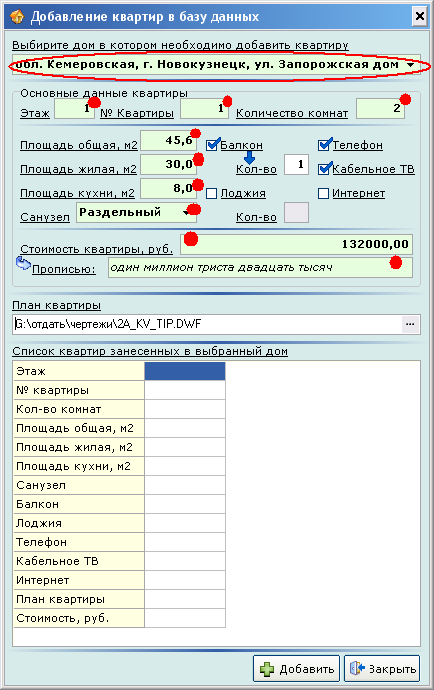 Добавление квартир в базу данных
Выбирите дом в котором необходимо добавить квартиру
обл. Кемеровская, г. Новокузнецк, ул. Запорожская дом
Основные данные квартиры
Этаж 1 № Квартиры 1 Количество комнат 2
Площадь общая, м2 45,6 Балкон Телефон
Площадь жилая, м2 30,0 Кол-во 1 Кабельное ТВ
Площадь кухни, м2 8,0 Лоджия Интернет
Санузел Раздельный Кол-во
Стоимость квартиры, руб. 132000,00
Прописью: один миллион триста двадцать тысяч
План квартиры
G:\отдать\чертежи\2A_KV_TIP.DWF ...
Список квартир занесенных в выбранный дом
Этаж
№ квартиры
Кол-во комнат
Площадь общая, м2
Площадь жилая, м2
Площадь кухни, м2
Санузел
Балкон
Лоджия
Телефон
Кабельное ТВ
Интернет
План квартиры
Стоимость, руб.
Добавить Закрыть